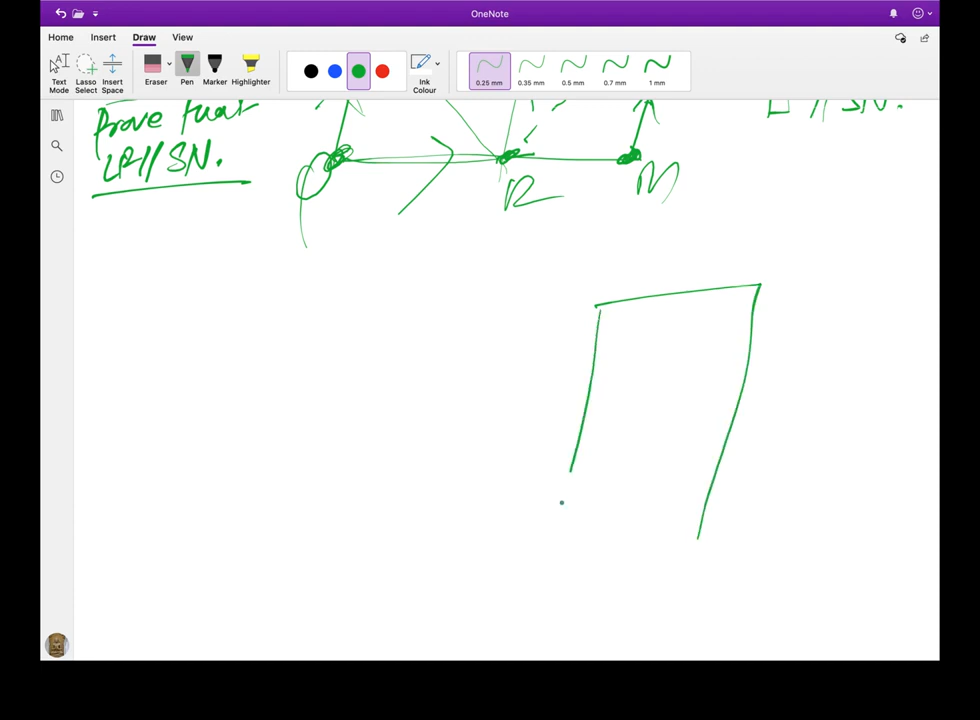 OneNote
Home Insert Draw View
Text Mode
Lasso Select
Insert Space
Eraser
Pen
Marker
Highlighter
Ink Colour
0.25 mm
0.35 mm
0.5 mm
0.7 mm
1 mm
Prove that
LP//SN.
// SN.
O
R
M